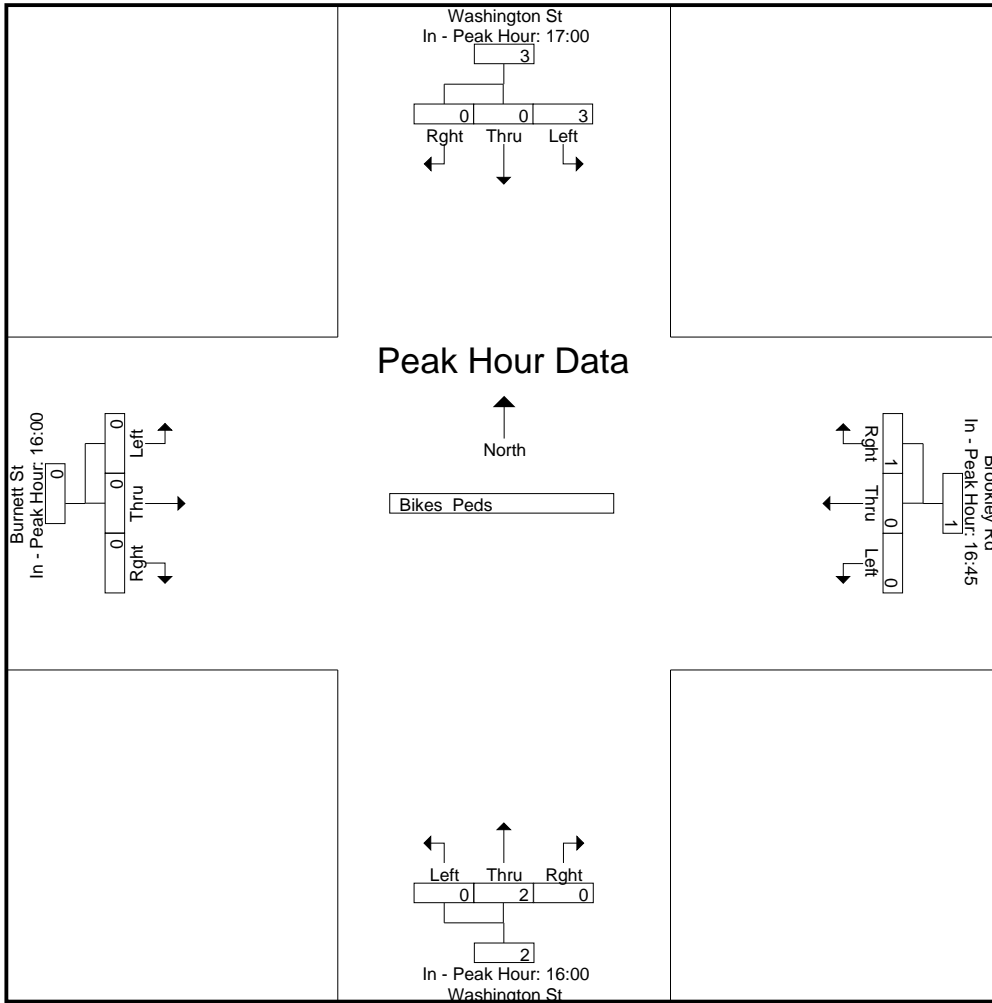 Washington St
In - Peak Hour: 17:00
3
0 0 3
Rght Thru Left
Peak Hour Data
North
Bikes Peds
Burnett St
In - Peak Hour: 16:00
0
0 0 0
Left Thru Rght
Brookley Rd
In - Peak Hour: 16:45
1
1 0 0
Rght Thru Left
Left Thru Rght
0 2 0
2
In - Peak Hour: 16:00
Washington St